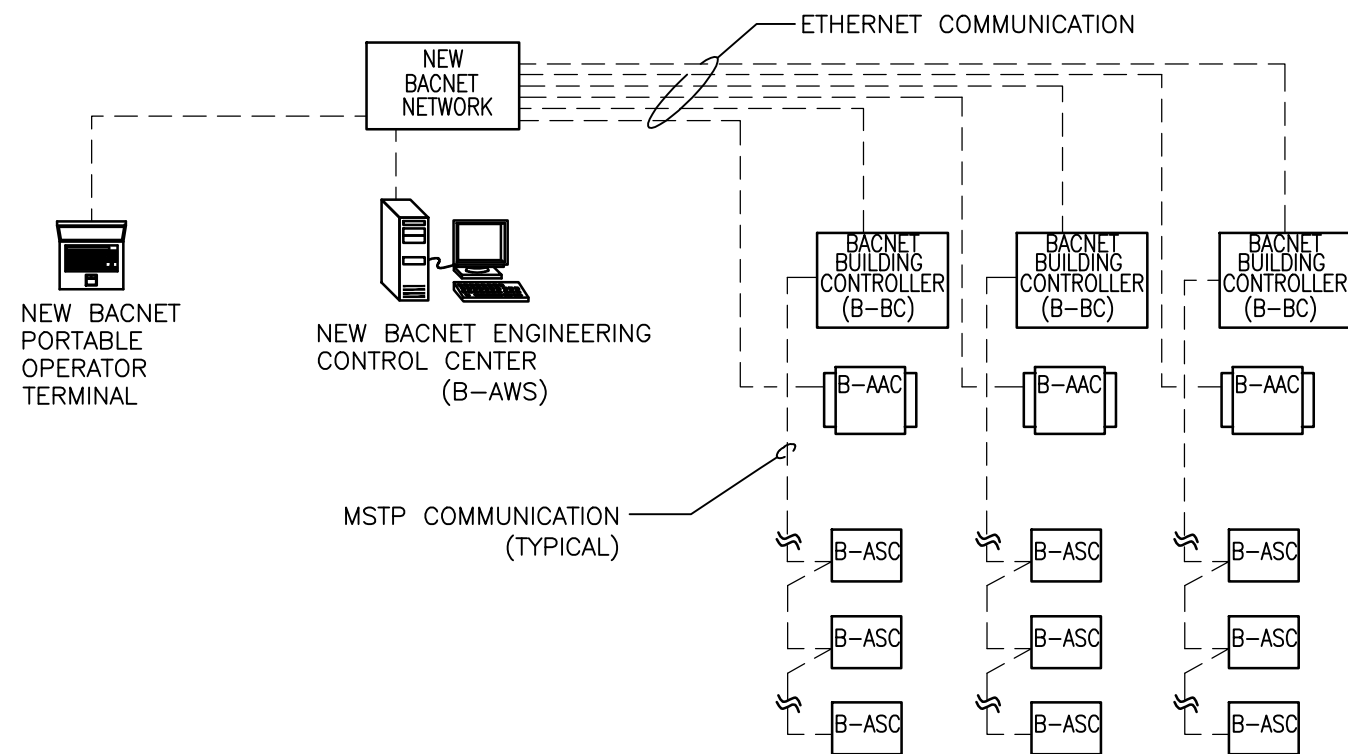 ETHERNET COMMUNICATION
NEW
BACNET
NETWORK
NEW BACNET
PORTABLE
OPERATOR
TERMINAL
NEW BACNET ENGINEERING
CONTROL CENTER
(B-AWS)
BACNET
BUILDING
CONTROLLER
(B-BC)
BACNET
BUILDING
CONTROLLER
(B-BC)
BACNET
BUILDING
CONTROLLER
(B-BC)
B-AAC
B-AAC
B-AAC
MSTP COMMUNICATION
(TYPICAL)
B-ASC
B-ASC
B-ASC
B-ASC
B-ASC
B-ASC
B-ASC
B-ASC
B-ASC